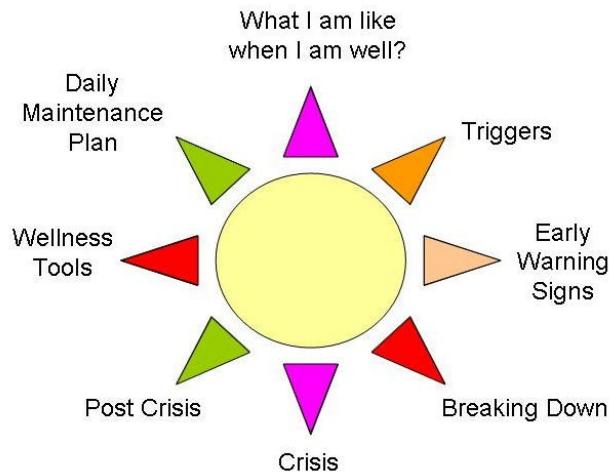 What I am like
when I am well?
Daily
Maintenance
Plan
Triggers
Wellness
Tools
Early
Warning
Signs
Post Crisis
Breaking Down
Crisis